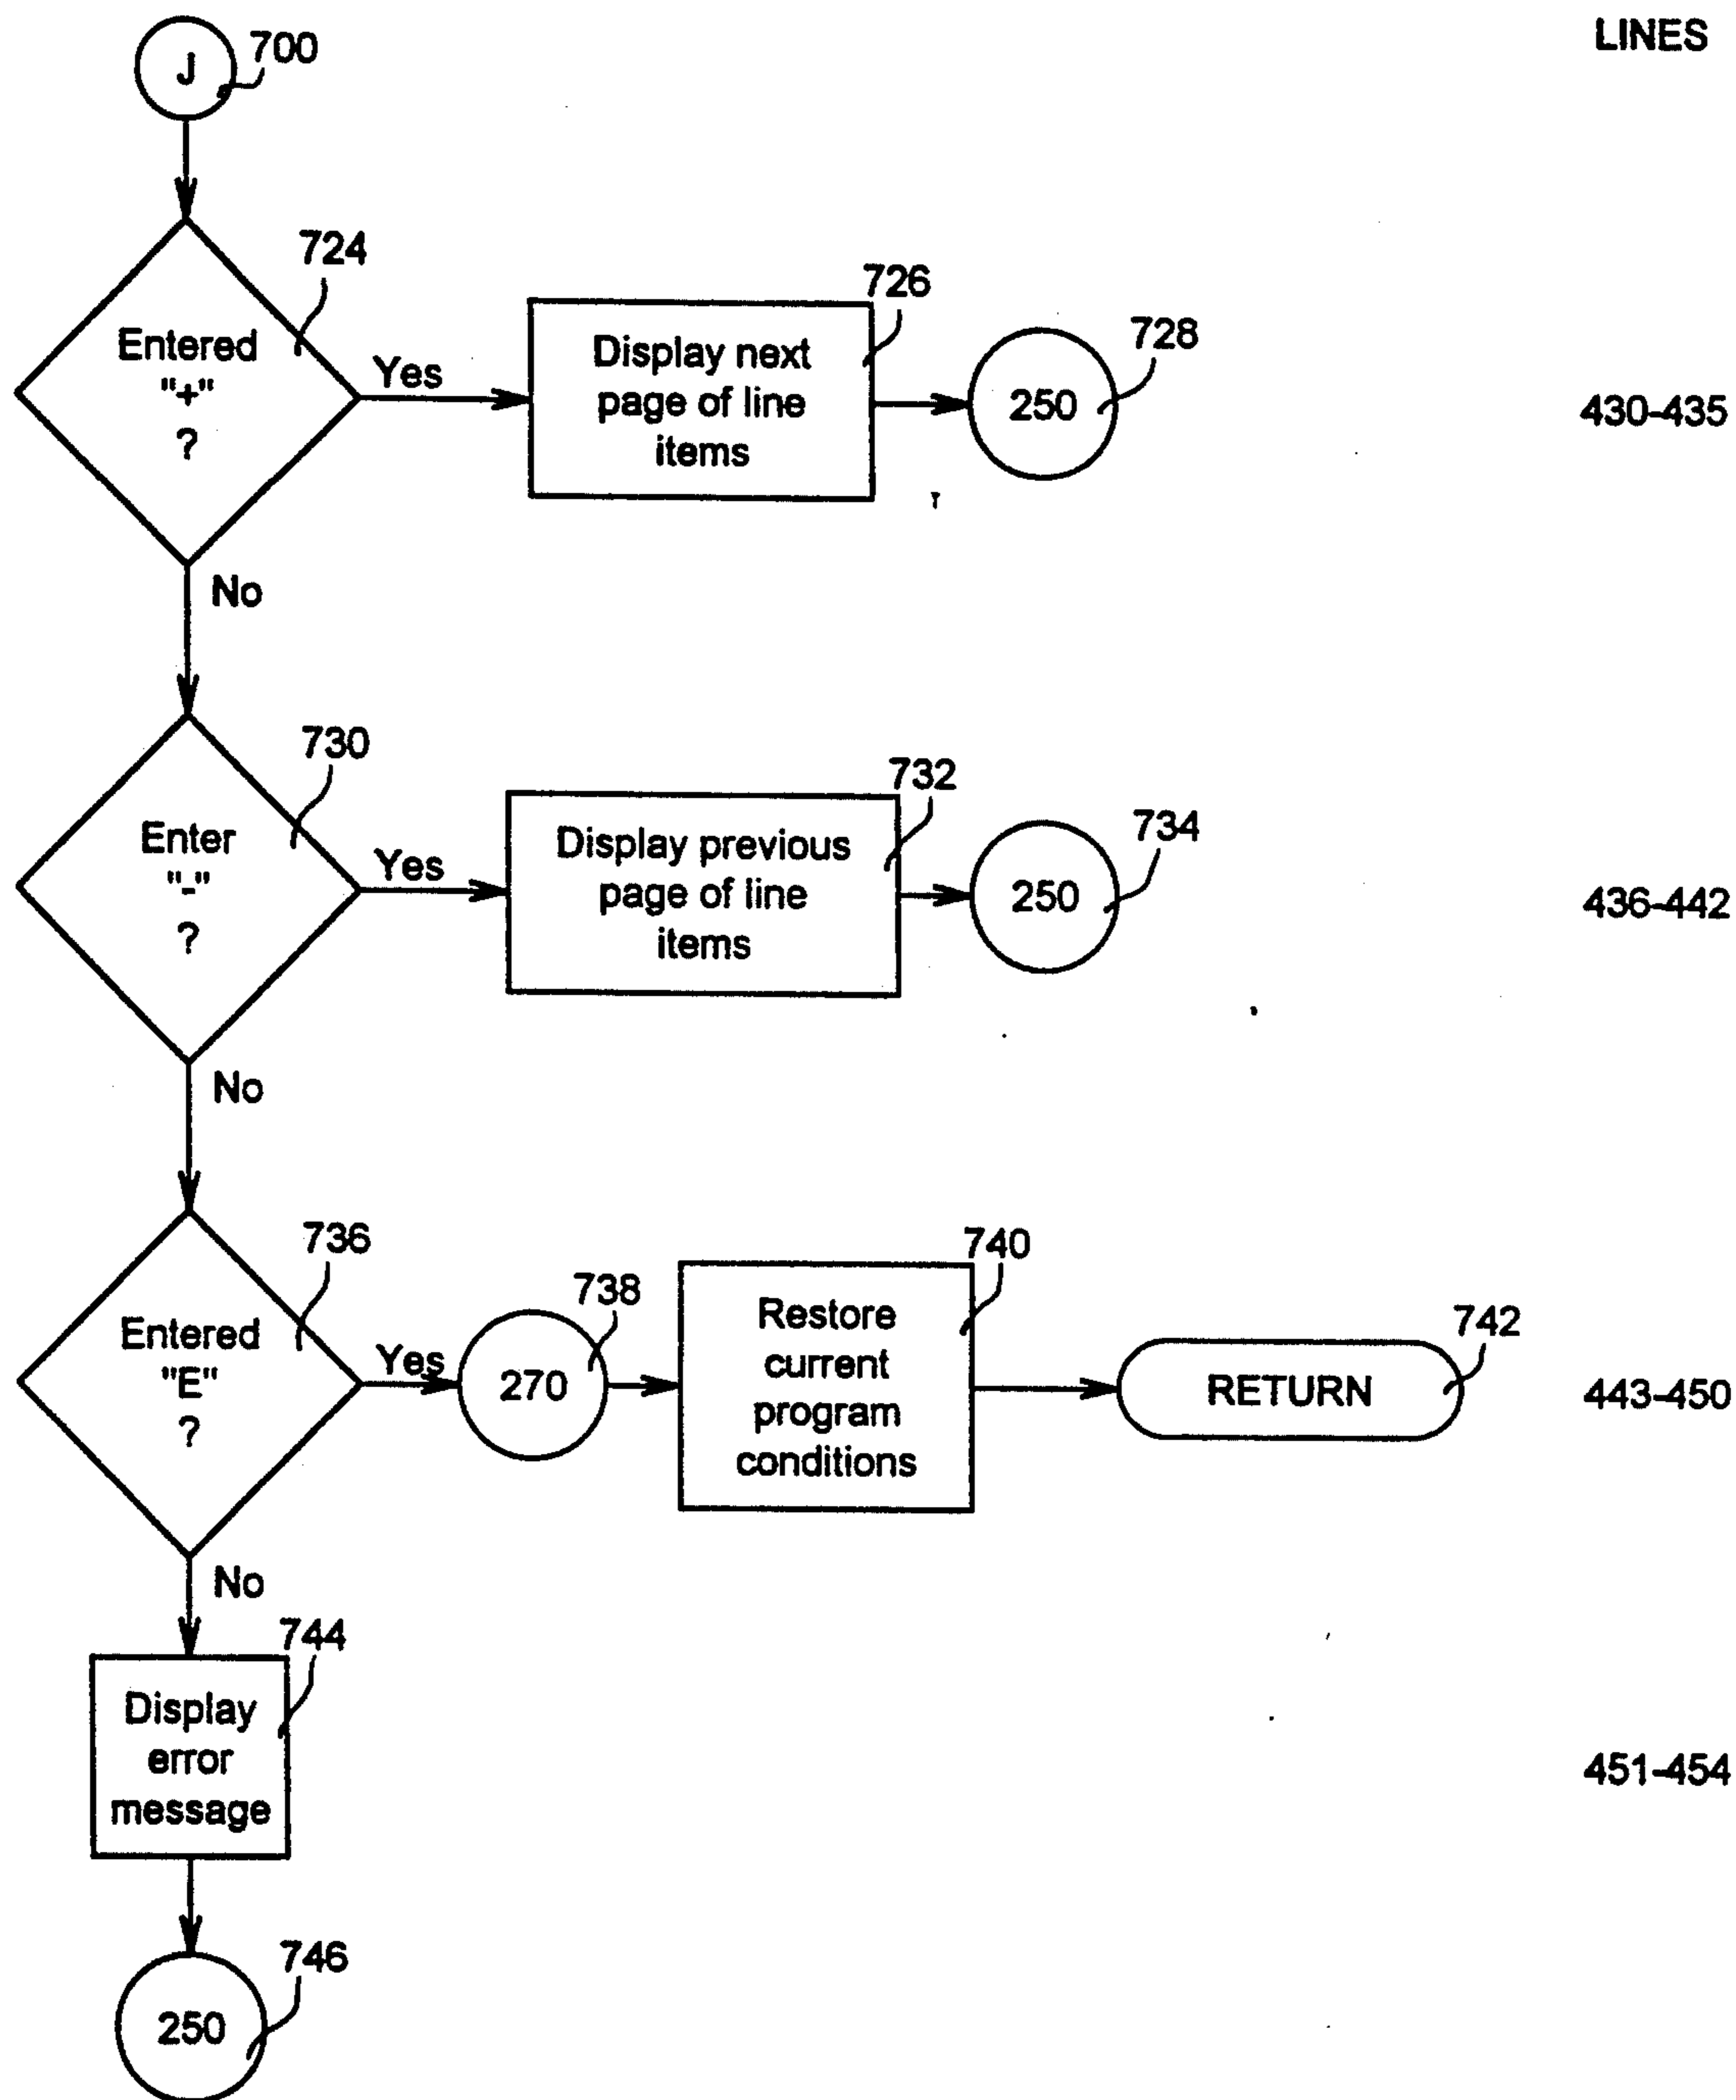 LINES
J
700
724
Entered
"+"
?
Yes
726
Display next
page of line
items
728
250
430-435
No
730
Enter
"-"
?
Yes
732
Display previous
page of line
items
734
250
436-442
No
736
Entered
"E"
?
Yes
738
270
740
Restore
current
program
conditions
742
RETURN
443-450
No
744
Display
error
message
451-454
746
250